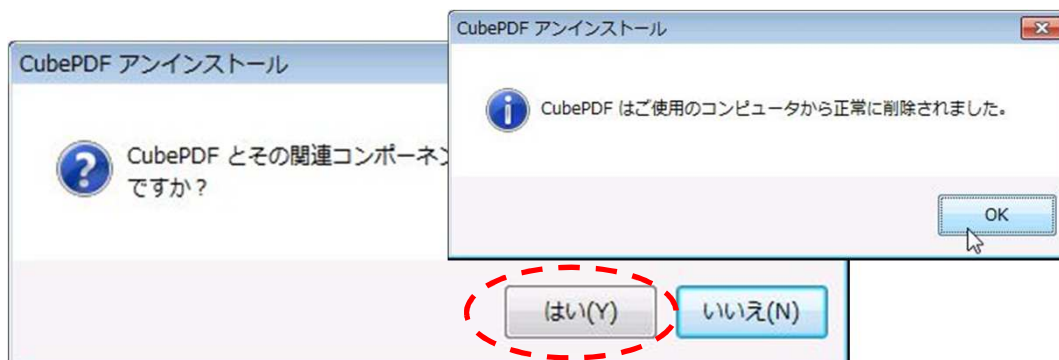 CubePDF アンインストール
CubePDF とその関連コンポーネン
ですか？
はい(Y)
いいえ(N)
CubePDF アンインストール
CubePDF はご使用のコンピュータから正常に削除されました。
OK